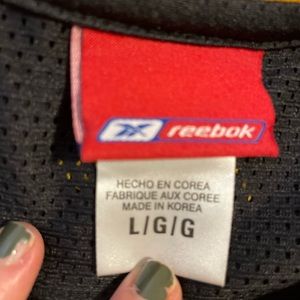 reebok
HECHO EN COREA
FABRIQUE AUX COREE
MADE IN KOREA
L/G/G